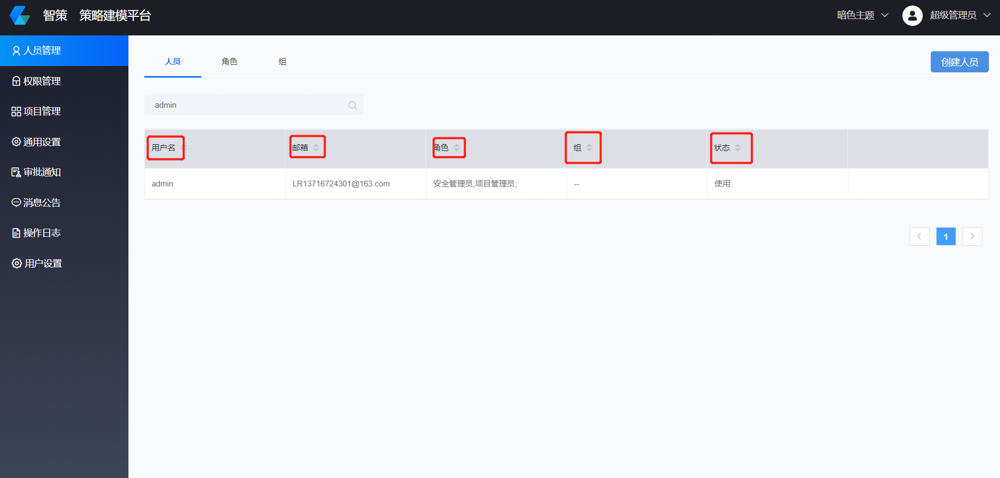 智策 策略建模平台
暗色主题 超级管理员
人员管理
权限管理
项目管理
通用设置
审批通知
消息公告
操作日志
用户设置
人员 角色 组
创建人员
admin
用户名 邮箱 角色 组 状态
admin LR13716724301@163.com 安全管理员;项目管理员; -- 使用
1